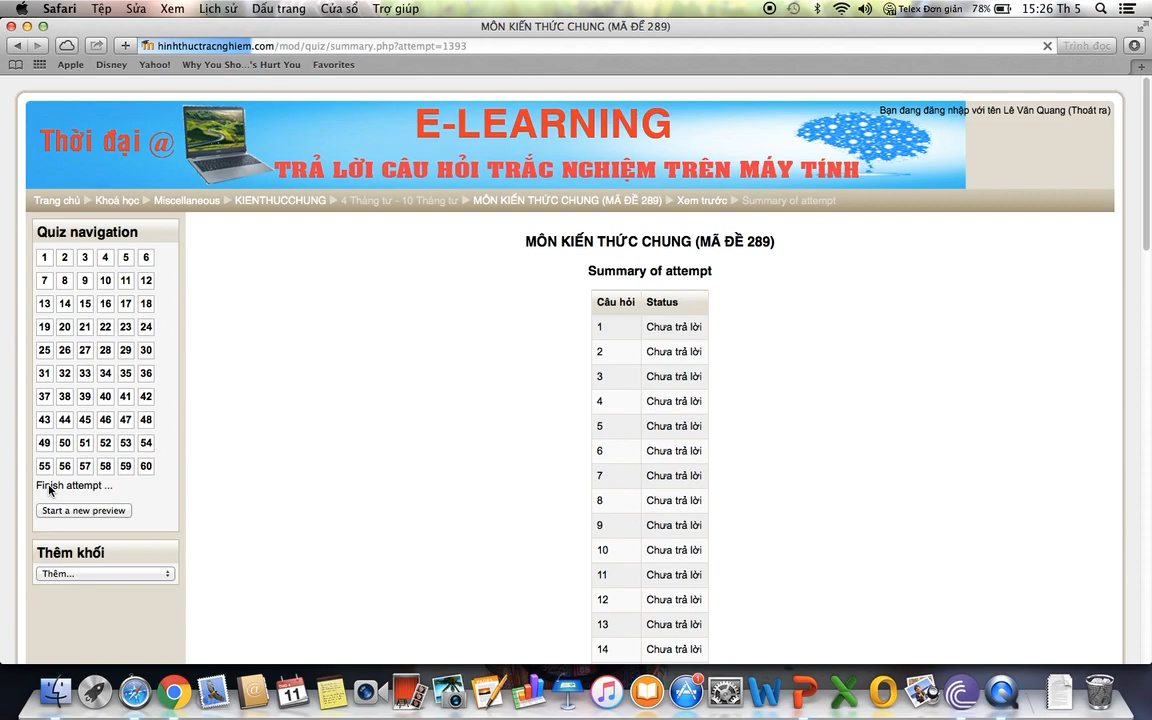 Safari Tệp Sửa Xem Lịch sử Dấu trang Cửa sổ Trợ giúp Telex Đơn giản 78% 15:26 Th 5
MÔN KIẾN THỨC CHUNG (MÃ ĐỀ 289)
hinhthuctracnghiem.com/mod/quiz/summary.php?attempt=1393 Trình đọc
Apple Disney Yahoo! Why You Sho...'s Hurt You Favorites
Bạn đang đăng nhập với tên Lê Văn Quang (Thoát ra)
Thời đại @
E-LEARNING
TRẢ LỜI CÂU HỎI TRẮC NGHIỆM TRÊN MÁY TÍNH
Trang chủ Khoá học Miscellaneous KIENTHUCCHUNG 4 Tháng tư - 10 Tháng tư MÔN KIẾN THỨC CHUNG (MÃ ĐỀ 289) Xem trước Summary of attempt
Quiz navigation
1 2 3 4 5 6
7 8 9 10 11 12
13 14 15 16 17 18
19 20 21 22 23 24
25 26 27 28 29 30
31 32 33 34 35 36
37 38 39 40 41 42
43 44 45 46 47 48
49 50 51 52 53 54
55 56 57 58 59 60
Finish attempt ...
Start a new preview
Thêm khối
Thêm...
MÔN KIẾN THỨC CHUNG (MÃ ĐỀ 289)
Summary of attempt
Câu hỏi Status
1 Chưa trả lời
2 Chưa trả lời
3 Chưa trả lời
4 Chưa trả lời
5 Chưa trả lời
6 Chưa trả lời
7 Chưa trả lời
8 Chưa trả lời
9 Chưa trả lời
10 Chưa trả lời
11 Chưa trả lời
12 Chưa trả lời
13 Chưa trả lời
14 Chưa trả lời
11
1